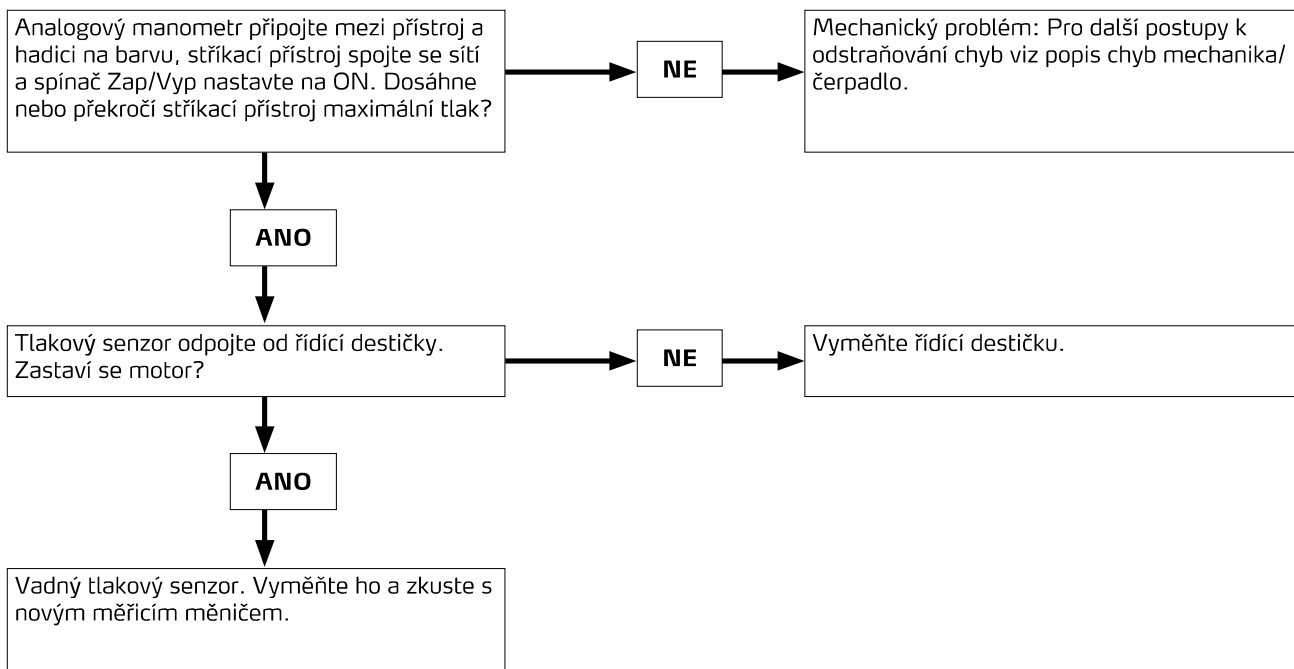 Analogový manometr připojte mezi přístroj a
hadici na barvu, stříkací přístroj spojte se sítí
a spínač Zap/Vyp nastavte na ON. Dosáhne
nebo překročí stříkací přístroj maximální tlak?
NE
Mechanický problém: Pro další postupy k
odstraňování chyb viz popis chyb mechanika/
čerpadlo.
ANO
Tlakový senzor odpojte od řídící destičky.
Zastaví se motor?
NE
Vyměňte řídící destičku.
ANO
Vadný tlakový senzor. Vyměňte ho a zkuste s
novým měřicím měničem.